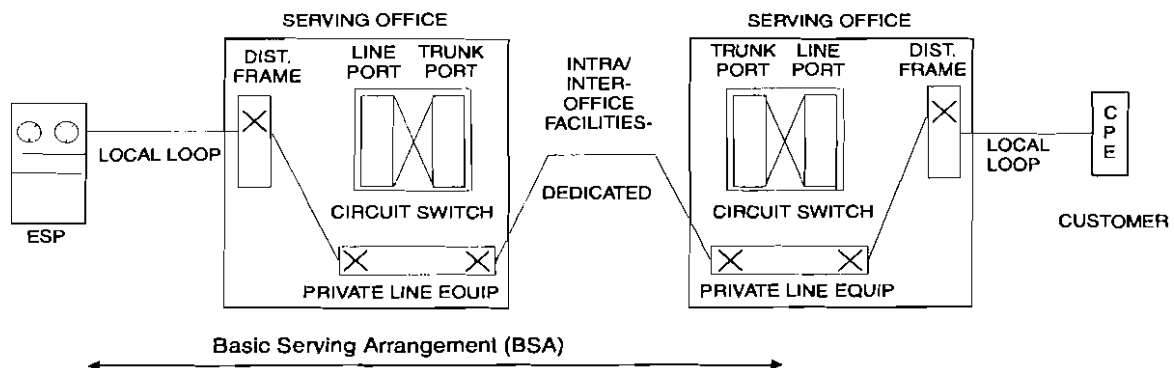 SERVING OFFICE
DIST.
FRAME
LINE
PORT
TRUNK
PORT
CIRCUIT SWITCH
PRIVATE LINE EQUIP
ESP
LOCAL LOOP
INTRA/
INTER-
OFFICE
FACILITIES-
DEDICATED
SERVING OFFICE
TRUNK
PORT
LINE
PORT
DIST.
FRAME
CIRCUIT SWITCH
PRIVATE LINE EQUIP
LOCAL
LOOP
CPE
CUSTOMER
Basic Serving Arrangement (BSA)